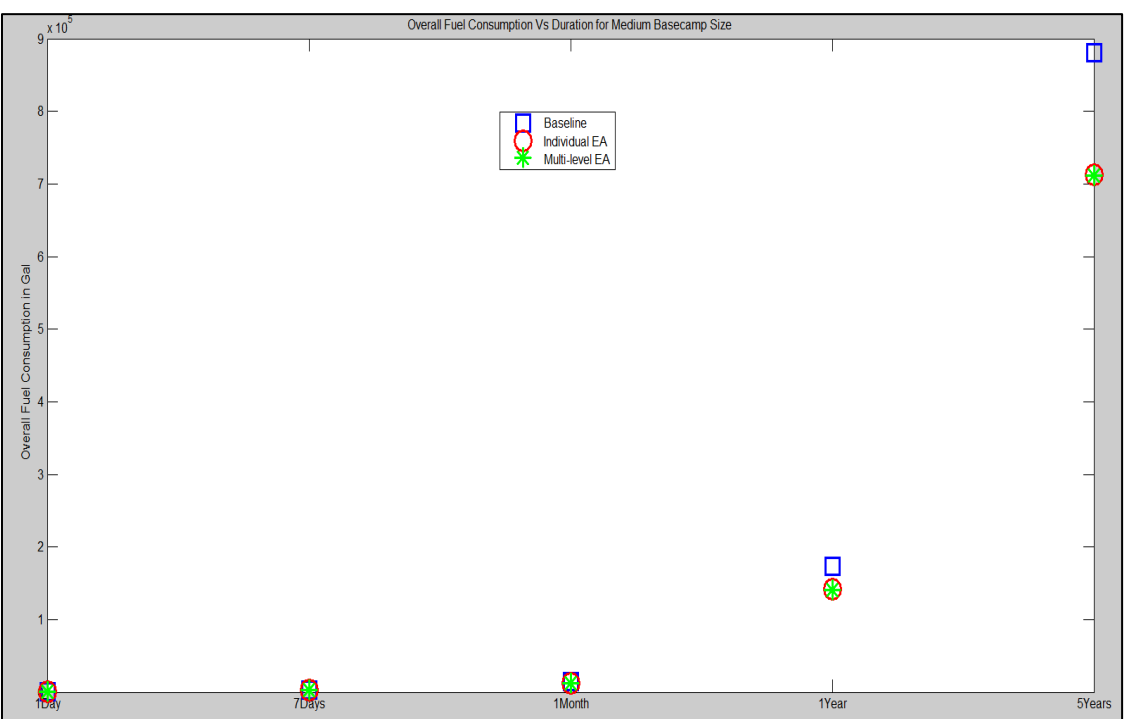 Overall Fuel Consumption Vs Duration for Medium Basecamp Size
x 10^5
9
8
7
6
5
4
3
2
1
Overall Fuel Consumption in Gal
Baseline
Individual EA
Multi-level EA
1Day
7Days
1Month
1Year
5Years